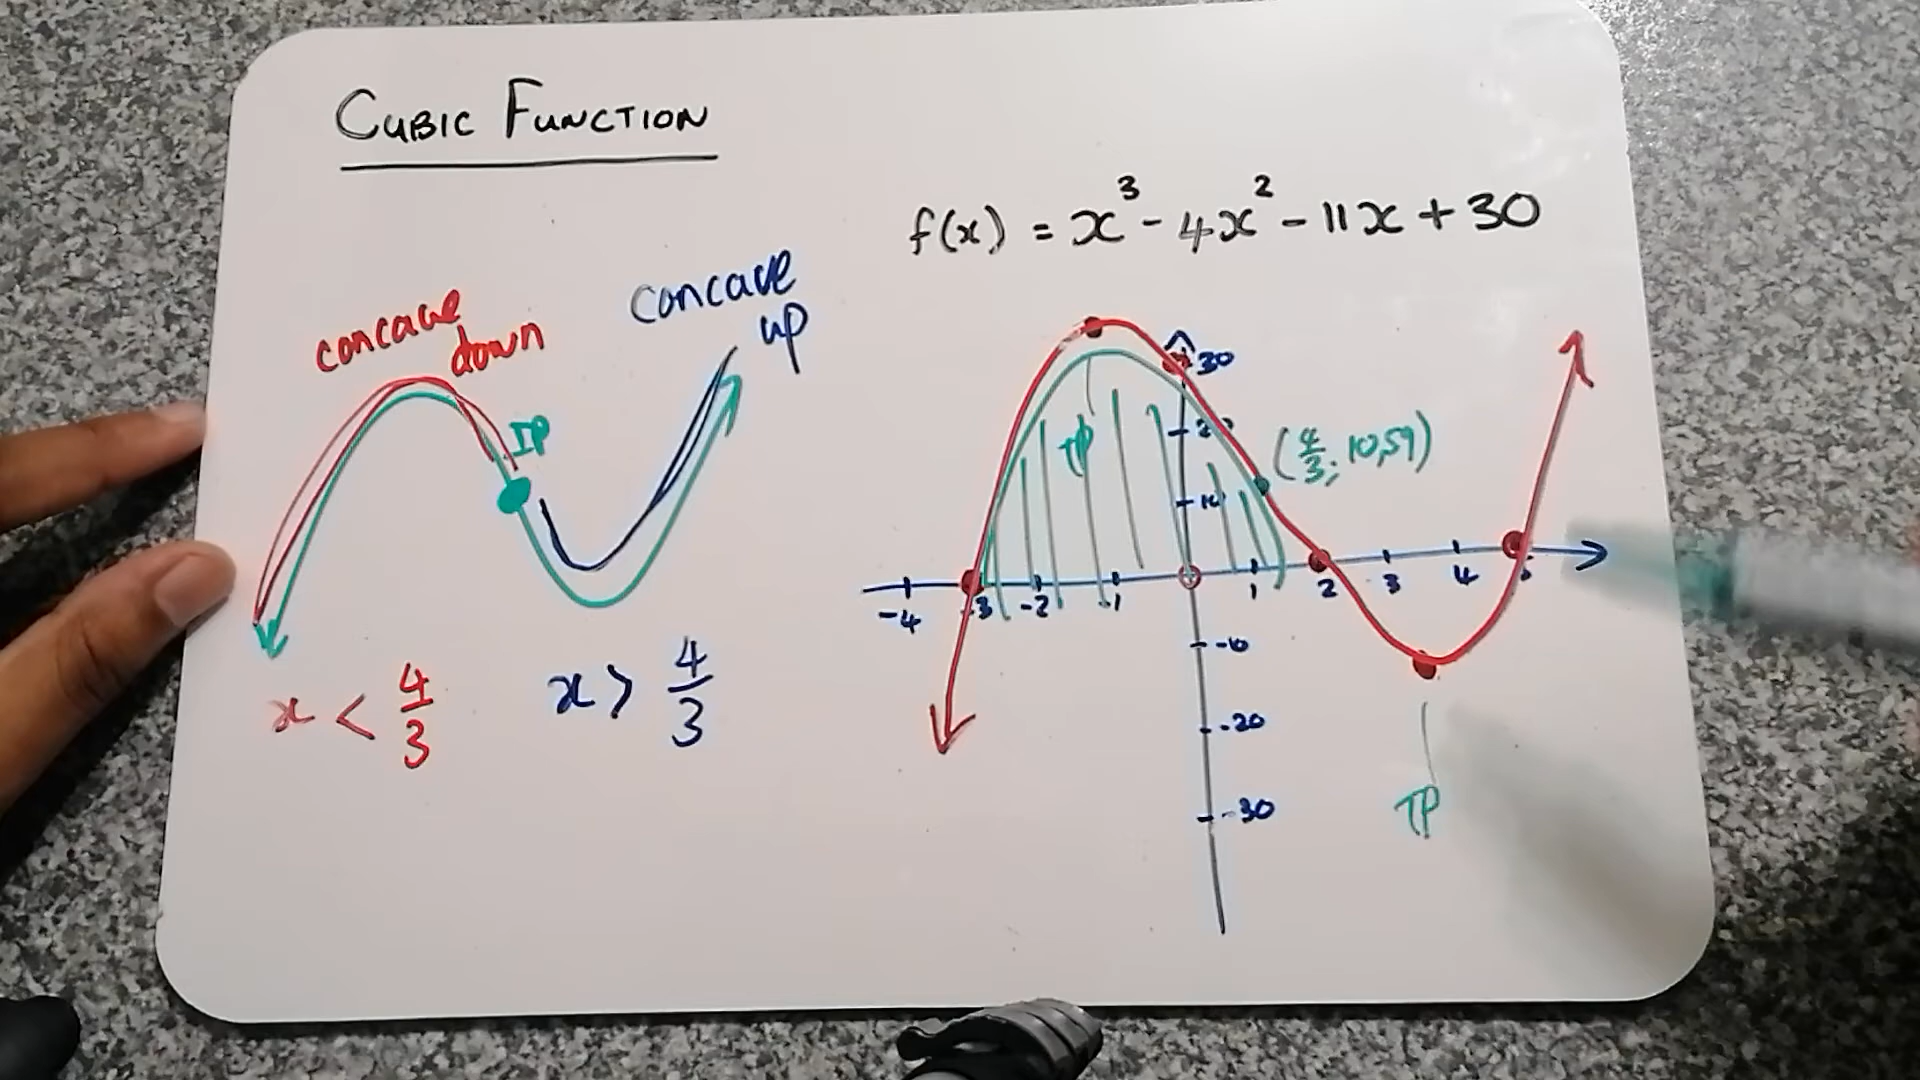 CUBIC FUNCTION
f(x) = x³ - 4x² - 11x + 30
concave
down
concave
up
IP
x < 4/3
x > 4/3
30
20
TP
(4/3; 10,59)
10
-4 -3 -2 -1 1 2 3 4 5
-10
-20
-30
TP